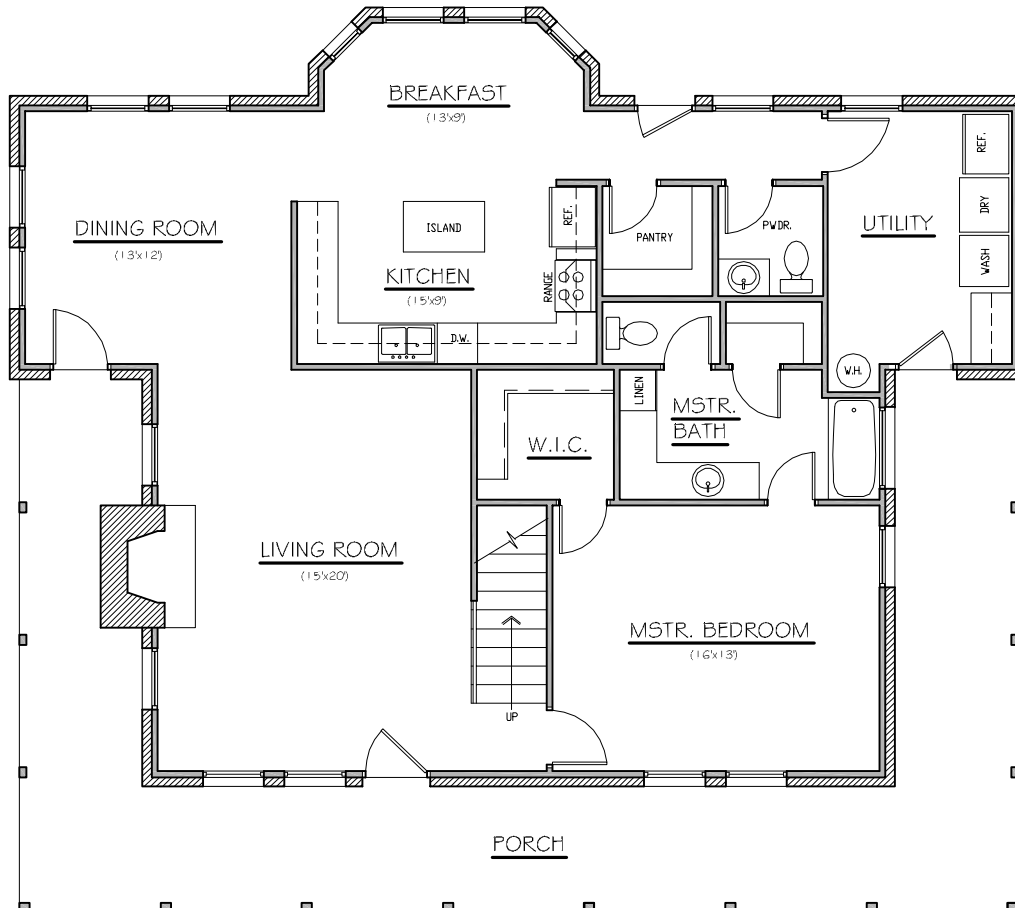 BREAKFAST
(13'x9')
REF.
DINING ROOM
(13'x12')
ISLAND
PANTRY
PWDR.
UTILITY
DRY
REF.
KITCHEN
(15'x9')
RANGE
WASH
D.W.
W.H.
LINEN
MSTR.
BATH
W.I.C.
LIVING ROOM
(15'x20')
MSTR. BEDROOM
(16'x13')
UP
PORCH